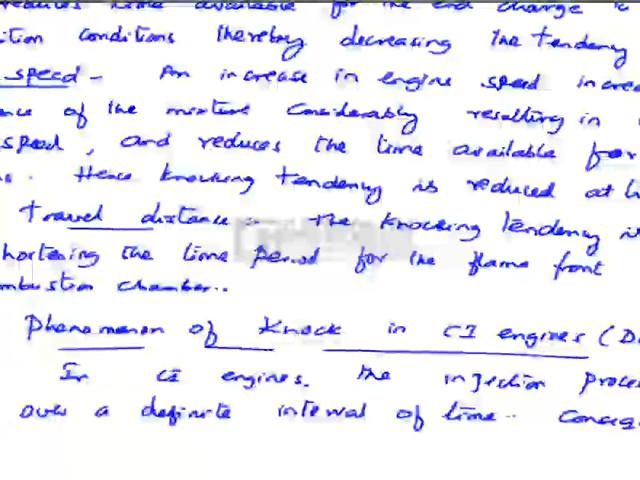 reduces time available for the end charge to
ition conditions thereby decreasing the tendency
speed - An increase in engine speed increa
ence of the mixture considerably resulting in
speed, and reduces the time available for
Hence knocking tendency is reduced at hi
travel distance - The knocking tendency is
hortening the time period for the flame front
mbustion chamber..
Phenomenon of Knock in CI engines (D
In CI engines. the injection proce
over a definite interval of time.. Conseq